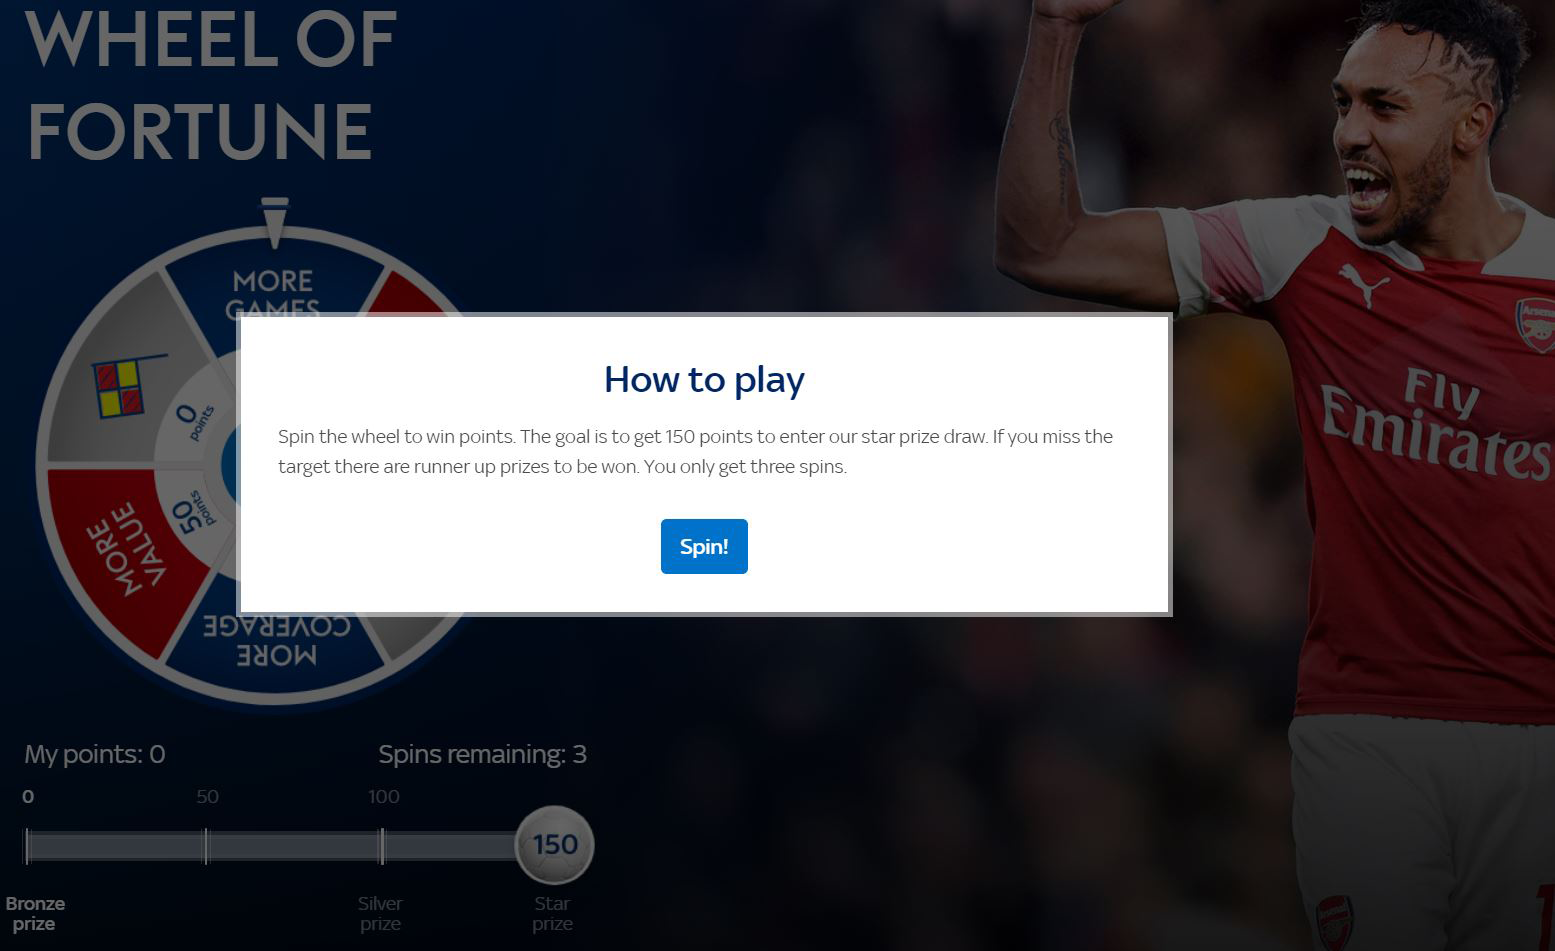 WHEEL OF
FORTUNE
MORE
GAMES
0
points
50
points
MORE
VALUE
MORE
COVERAGE
How to play
Spin the wheel to win points. The goal is to get 150 points to enter our star prize draw. If you miss the
target there are runner up prizes to be won. You only get three spins.
Spin!
Arsenal
Fly
Emirates
My points: 0
Spins remaining: 3
0
50
100
150
Bronze
prize
Silver
prize
Star
prize
Arsenal